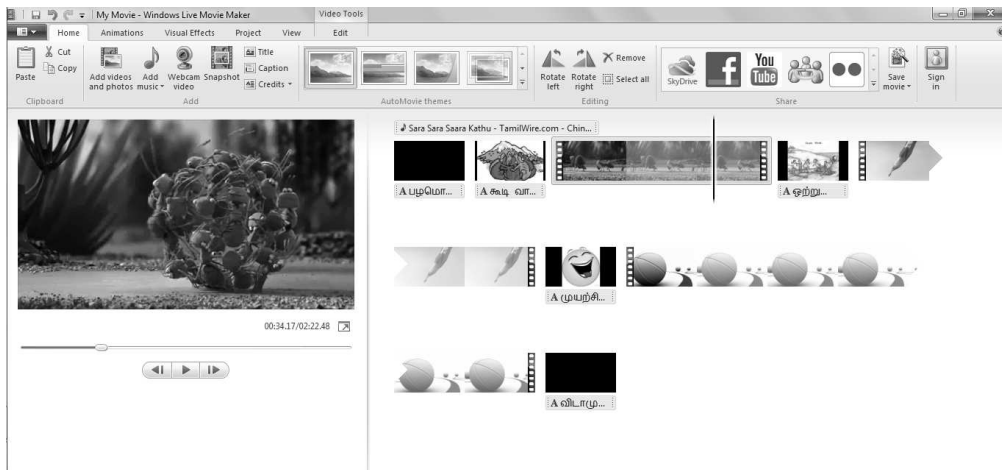 My Movie - Windows Live Movie Maker
Video Tools
Home Animations Visual Effects Project View Edit
Paste
Cut
Copy
Clipboard
Add videos and photos
Add music
Webcam video
Snapshot
Title
Caption
Credits
Add
AutoMovie themes
Rotate left
Rotate right
Remove
Select all
Editing
SkyDrive
f
You Tube
Share
Save movie
Sign in
Sara Sara Saara Kathu - TamilWire.com - Chin...
A பழமொ...
A கூடி வா...
A ஒற்று...
00:34.17/02:22.48
A முயற்சி...
A விடாமு...